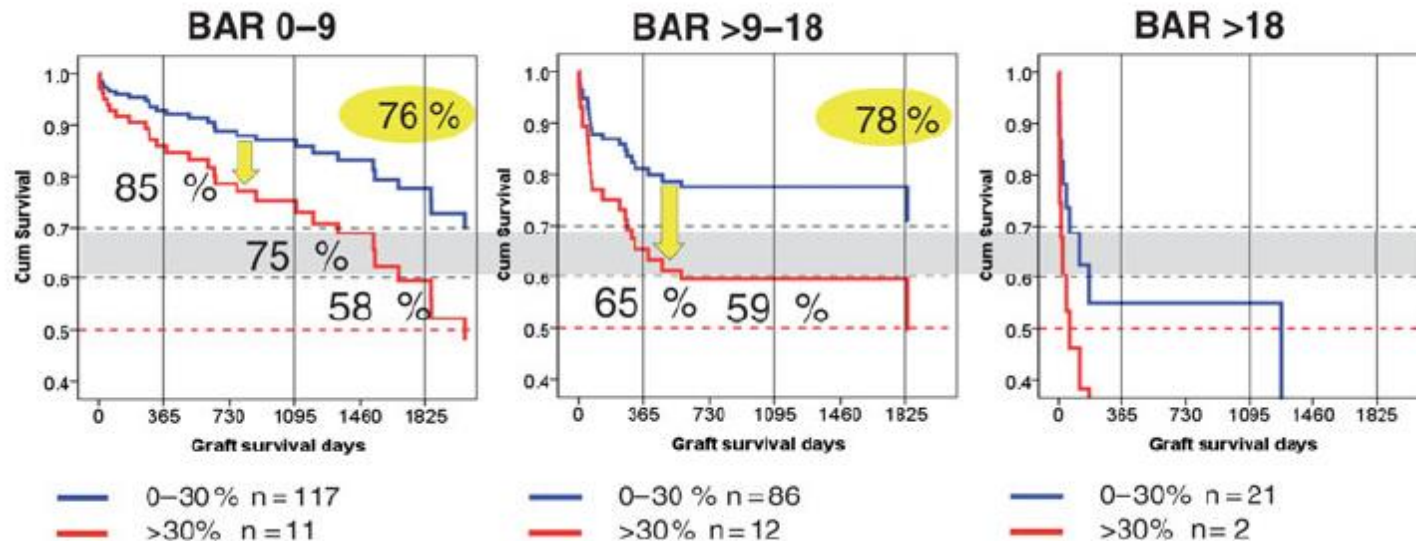 BAR 0–9
BAR >9–18
BAR >18
Cum Survival
1.0
0.9
0.8
0.7
0.6
0.5
0.4
76 %
85 %
75 %
58 %
0 365 730 1095 1460 1825
Graft survival days
0–30% n=117
>30% n=11
Cum Survival
1.0
0.9
0.8
0.7
0.6
0.5
0.4
78 %
65 % 59 %
0 365 730 1095 1460 1825
Graft survival days
0–30 % n=86
>30% n=12
Cum Survival
1.0
0.9
0.8
0.7
0.6
0.5
0.4
0 365 730 1095 1460 1825
Graft survival days
0–30% n=21
>30% n=2